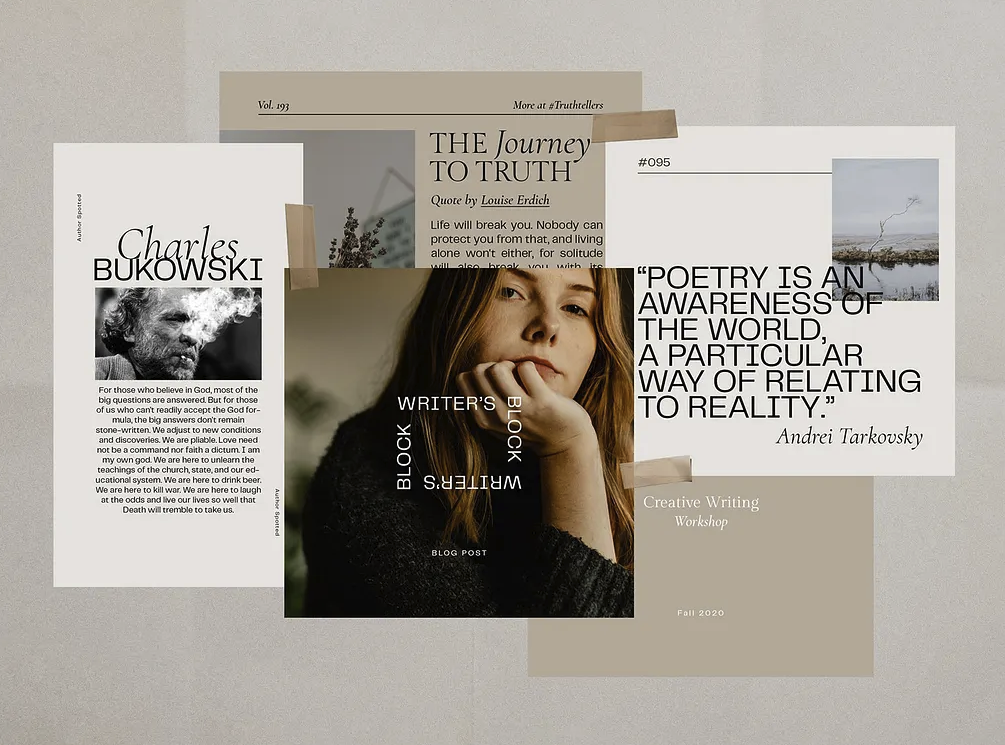 Vol. 193
More at #Truthtellers
THE Journey
TO TRUTH
Quote by Louise Erdich
Life will break you. Nobody can
protect you from that, and living
alone won't either, for solitude
will also break you with its
Author Spotted
Charles
BUKOWSKI
For those who believe in God, most of the
big questions are answered. But for those
of us who can't readily accept the God for-
mula, the big answers don't remain
stone-written. We adjust to new conditions
and discoveries. We are pliable. Love need
not be a command nor faith a dictum. I am
my own god. We are here to unlearn the
teachings of the church, state, and our ed-
ucational system. We are here to drink beer.
We are here to kill war. We are here to laugh
at the odds and live our lives so well that
Death will tremble to take us.
Author Spotted
WRITER'S
BLOCK
WRITER'S
BLOCK
BLOG POST
#095
“POETRY IS AN
AWARENESS OF
THE WORLD,
A PARTICULAR
WAY OF RELATING
TO REALITY.”
Andrei Tarkovsky
Creative Writing
Workshop
Fall 2020